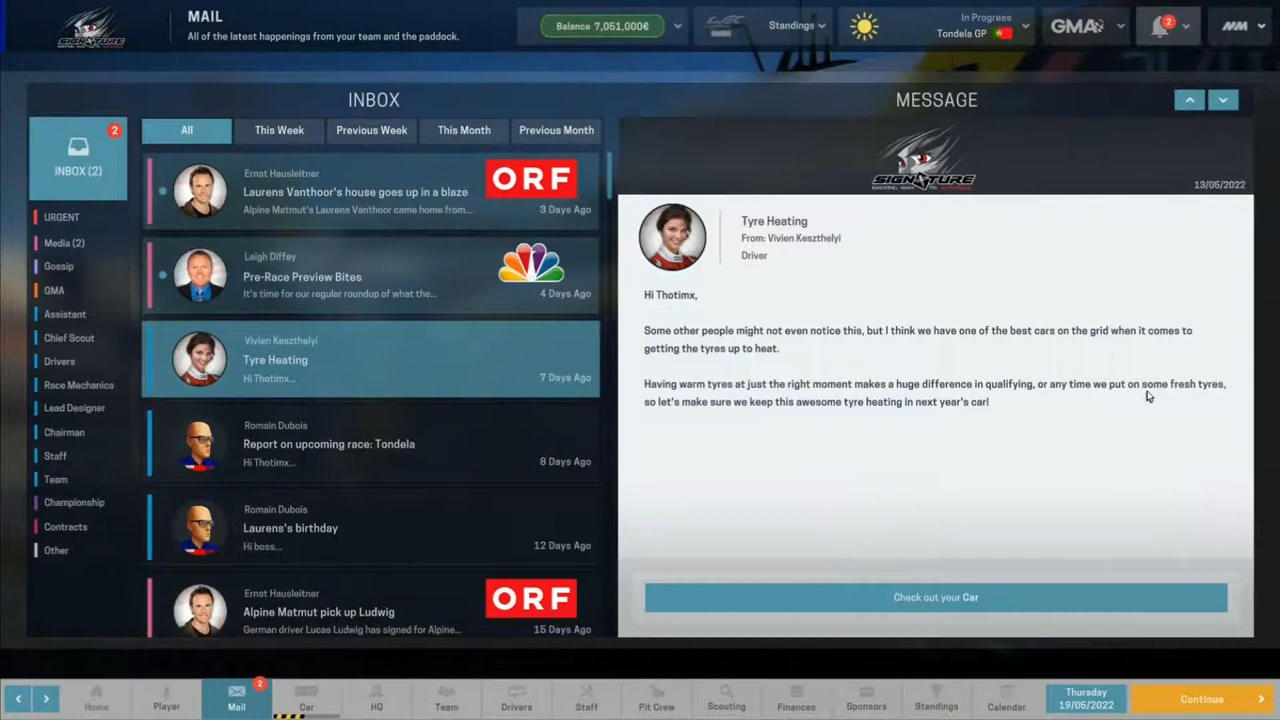 SIGNATURE
MAIL
All of the latest happenings from your team and the paddock.
Balance 7,051,000€
Standings
In Progress
Tondela GP
GMA
2
INBOX
MESSAGE
2
INBOX (2)
All
This Week
Previous Week
This Month
Previous Month
URGENT
Media (2)
Gossip
GMA
Assistant
Chief Scout
Drivers
Race Mechanics
Lead Designer
Chairman
Staff
Team
Championship
Contracts
Other
Ernst Hausleitner
Laurens Vanthoor's house goes up in a blaze
Alpine Matmut's Laurens Vanthoor came home from...
ORF
3 Days Ago
Leigh Diffey
Pre-Race Preview Bites
It's time for our regular roundup of what the...
4 Days Ago
Vivien Keszthelyi
Tyre Heating
Hi Thotimx...
7 Days Ago
Romain Dubois
Report on upcoming race: Tondela
Hi Thotimx...
8 Days Ago
Romain Dubois
Laurens's birthday
Hi boss...
12 Days Ago
Ernst Hausleitner
Alpine Matmut pick up Ludwig
German driver Lucas Ludwig has signed for Alpine...
ORF
15 Days Ago
SIGNATURE
13/05/2022
Tyre Heating
From: Vivien Keszthelyi
Driver
Hi Thotimx,
Some other people might not even notice this, but I think we have one of the best cars on the grid when it comes to
getting the tyres up to heat.
Having warm tyres at just the right moment makes a huge difference in qualifying, or any time we put on some fresh tyres,
so let's make sure we keep this awesome tyre heating in next year's car!
Check out your Car
Home
Player
2
Mail
Car
HQ
Team
Drivers
Staff
Pit Crew
Scouting
Finances
Sponsors
Standings
Calendar
Thursday
19/05/2022
Continue